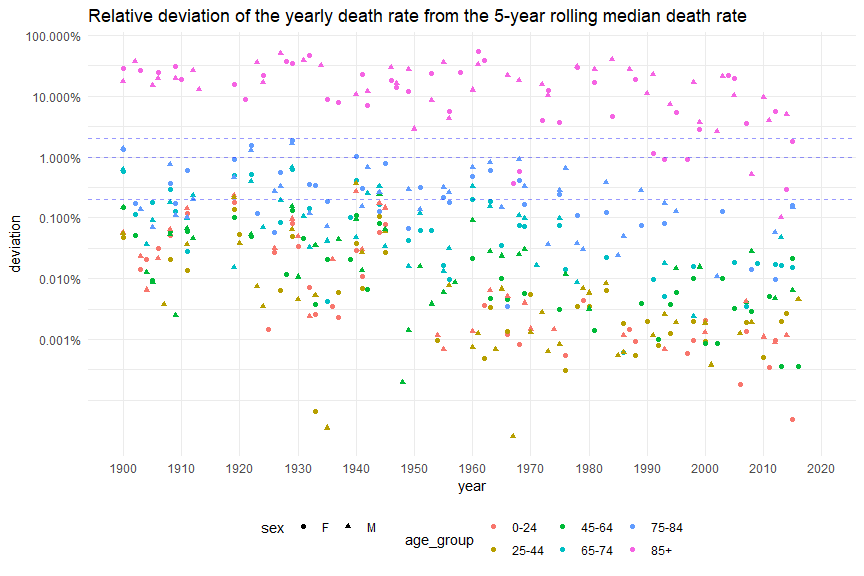 Relative deviation of the yearly death rate from the 5-year rolling median death rate
100.000%
10.000%
1.000%
0.100%
0.010%
0.001%
deviation
1900 1910 1920 1930 1940 1950 1960 1970 1980 1990 2000 2010 2020
year
sex F M
age_group
0-24 45-64 75-84
25-44 65-74 85+